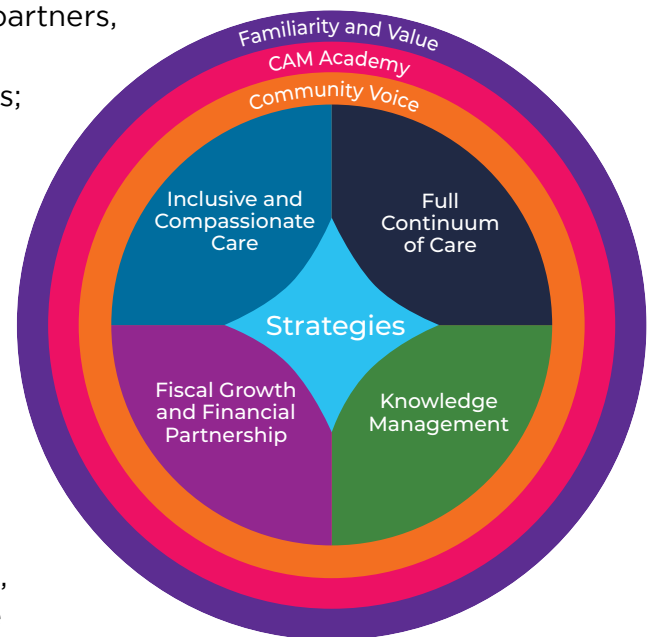 partners,
s;
Familiarity and Value
CAM Academy
Community Voice
Inclusive and
Compassionate
Care
Full
Continuum
of Care
Strategies
Fiscal Growth
and Financial
Partnership
Knowledge
Management
,